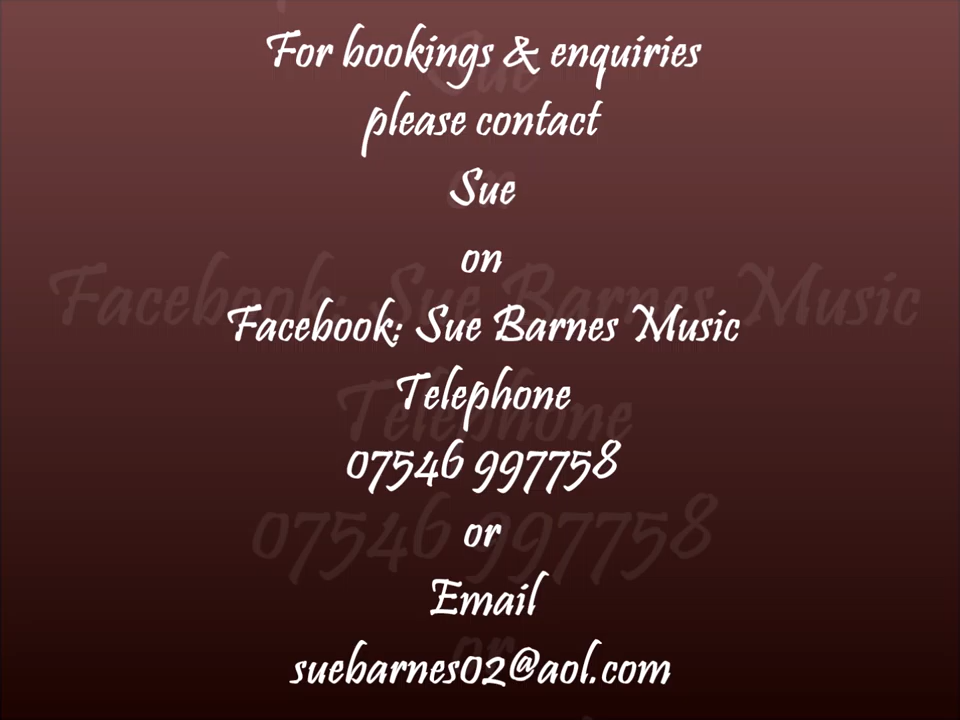 For bookings & enquiries
please contact
Sue
on
Facebook: Sue Barnes Music
Telephone
07546 997758
or
Email
suebarnes02@aol.com